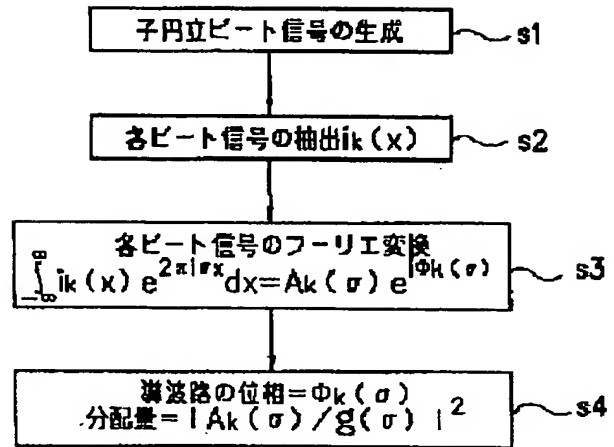 子円立ビート信号の生成
s1
各ビート信号の抽出ik(x)
s2
各ビート信号のフーリエ変換
∫_{-∞}^{∞} ik(x) e^{2πiσx} dx = Ak(σ) e^{iΦk(σ)}
s3
導波路の位相=Φk(σ)
分配量=|Ak(σ)/g(σ)|²
s4